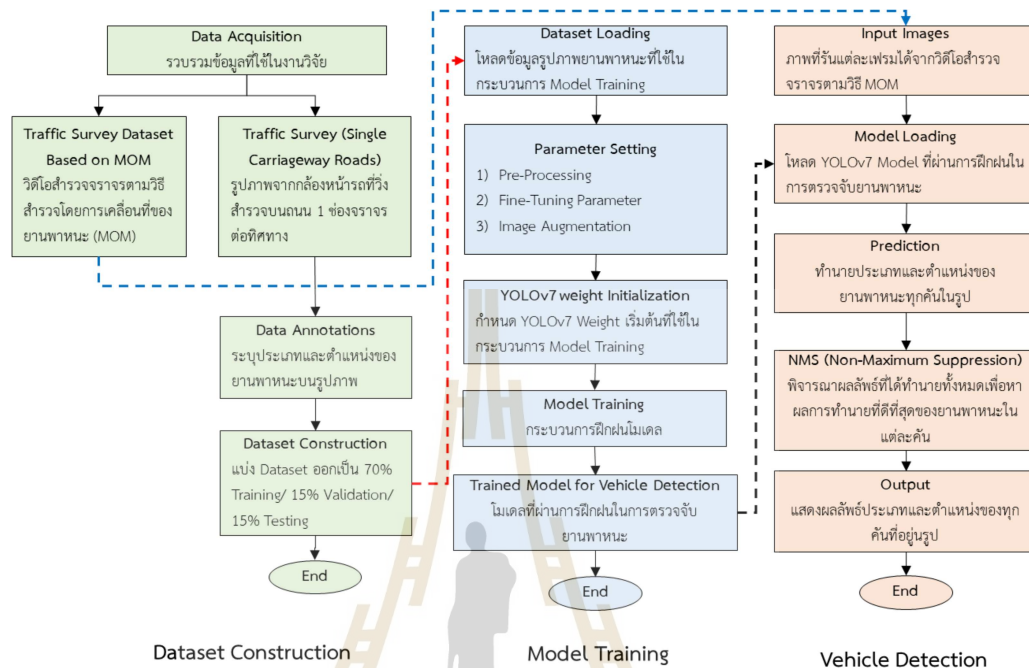 Data Acquisition
รวบรวมข้อมูลที่ใช้ในงานวิจัย
Traffic Survey Dataset
Based on MOM
วิดีโอสำรวจจราจรตามวิธี
สำรวจโดยการเคลื่อนที่ของ
ยานพาหนะ (MOM)
Traffic Survey (Single
Carriageway Roads)
รูปภาพจากกล้องหน้ารถที่วิ่ง
สำรวจบนถนน 1 ช่องจราจร
ต่อทิศทาง
Data Annotations
ระบุประเภทและตำแหน่งของ
ยานพาหนะบนรูปภาพ
Dataset Construction
แบ่ง Dataset ออกเป็น 70%
Training/ 15% Validation/
15% Testing
End
Dataset Construction
Dataset Loading
โหลดข้อมูลรูปภาพยานพาหนะที่ใช้ใน
กระบวนการ Model Training
Parameter Setting
1) Pre-Processing
2) Fine-Tuning Parameter
3) Image Augmentation
YOLOv7 weight Initialization
กำหนด YOLOv7 Weight เริ่มต้นที่ใช้ใน
กระบวนการ Model Training
Model Training
กระบวนการฝึกฝนโมเดล
Trained Model for Vehicle Detection
โมเดลที่ผ่านการฝึกฝนในการตรวจจับ
ยานพาหนะ
End
Model Training
Input Images
ภาพที่รันแต่ละเฟรมได้จากวิดีโอสำรวจ
จราจรตามวิธี MOM
Model Loading
โหลด YOLOv7 Model ที่ผ่านการฝึกฝนใน
การตรวจจับยานพาหนะ
Prediction
ทำนายประเภทและตำแหน่งของ
ยานพาหนะทุกคันในรูป
NMS (Non-Maximum Suppression)
พิจารณาผลลัพธ์ที่ได้ทำนายทั้งหมดเพื่อหา
ผลการทำนายที่ดีที่สุดของยานพาหนะใน
แต่ละคัน
Output
แสดงผลลัพธ์ประเภทและตำแหน่งของทุก
คันที่อยู่นรูป
End
Vehicle Detection